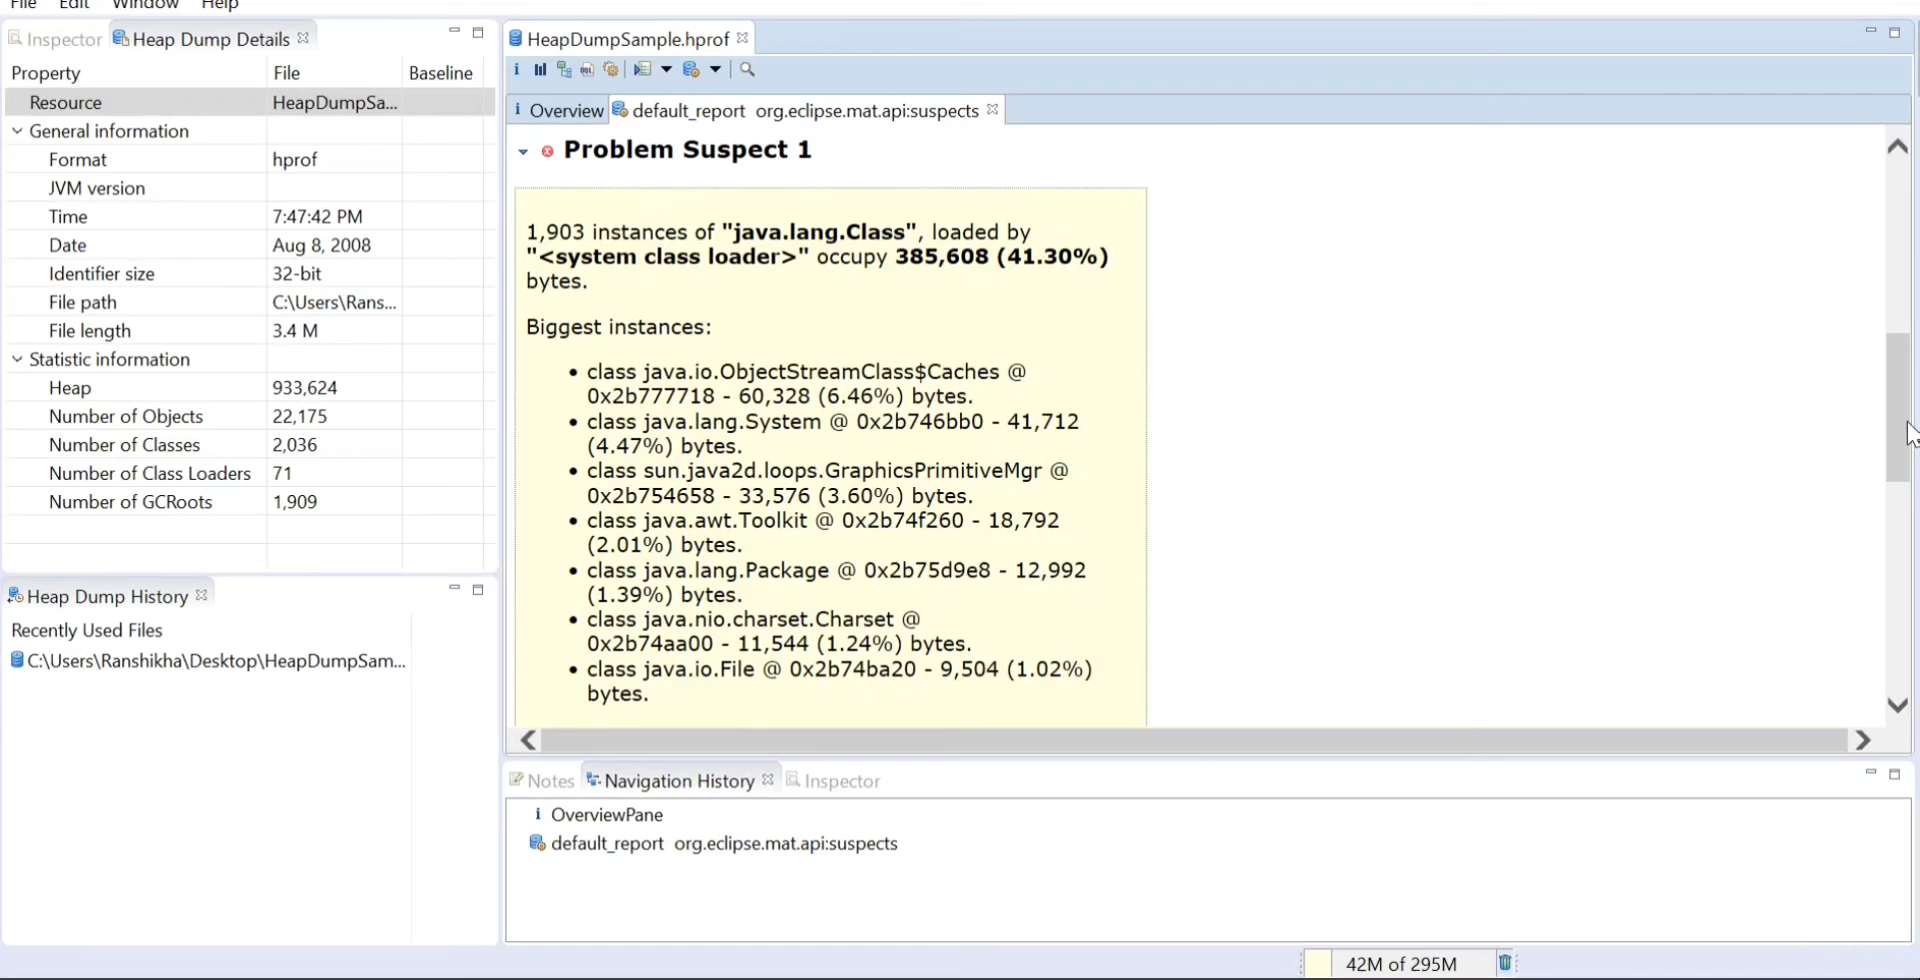 File Edit Window Help
Inspector Heap Dump Details
Property File Baseline
Resource HeapDumpSa...
General information
Format hprof
JVM version
Time 7:47:42 PM
Date Aug 8, 2008
Identifier size 32-bit
File path C:\Users\Rans...
File length 3.4 M
Statistic information
Heap 933,624
Number of Objects 22,175
Number of Classes 2,036
Number of Class Loaders 71
Number of GCRoots 1,909
Heap Dump History
Recently Used Files
C:\Users\Ranshikha\Desktop\HeapDumpSam...
HeapDumpSample.hprof
i
i Overview default_report org.eclipse.mat.api:suspects
Problem Suspect 1
1,903 instances of "java.lang.Class", loaded by
"<system class loader>" occupy 385,608 (41.30%)
bytes.
Biggest instances:
• class java.io.ObjectStreamClass$Caches @
0x2b777718 - 60,328 (6.46%) bytes.
• class java.lang.System @ 0x2b746bb0 - 41,712
(4.47%) bytes.
• class sun.java2d.loops.GraphicsPrimitiveMgr @
0x2b754658 - 33,576 (3.60%) bytes.
• class java.awt.Toolkit @ 0x2b74f260 - 18,792
(2.01%) bytes.
• class java.lang.Package @ 0x2b75d9e8 - 12,992
(1.39%) bytes.
• class java.nio.charset.Charset @
0x2b74aa00 - 11,544 (1.24%) bytes.
• class java.io.File @ 0x2b74ba20 - 9,504 (1.02%)
bytes.
Notes Navigation History Inspector
i OverviewPane
default_report org.eclipse.mat.api:suspects
42M of 295M